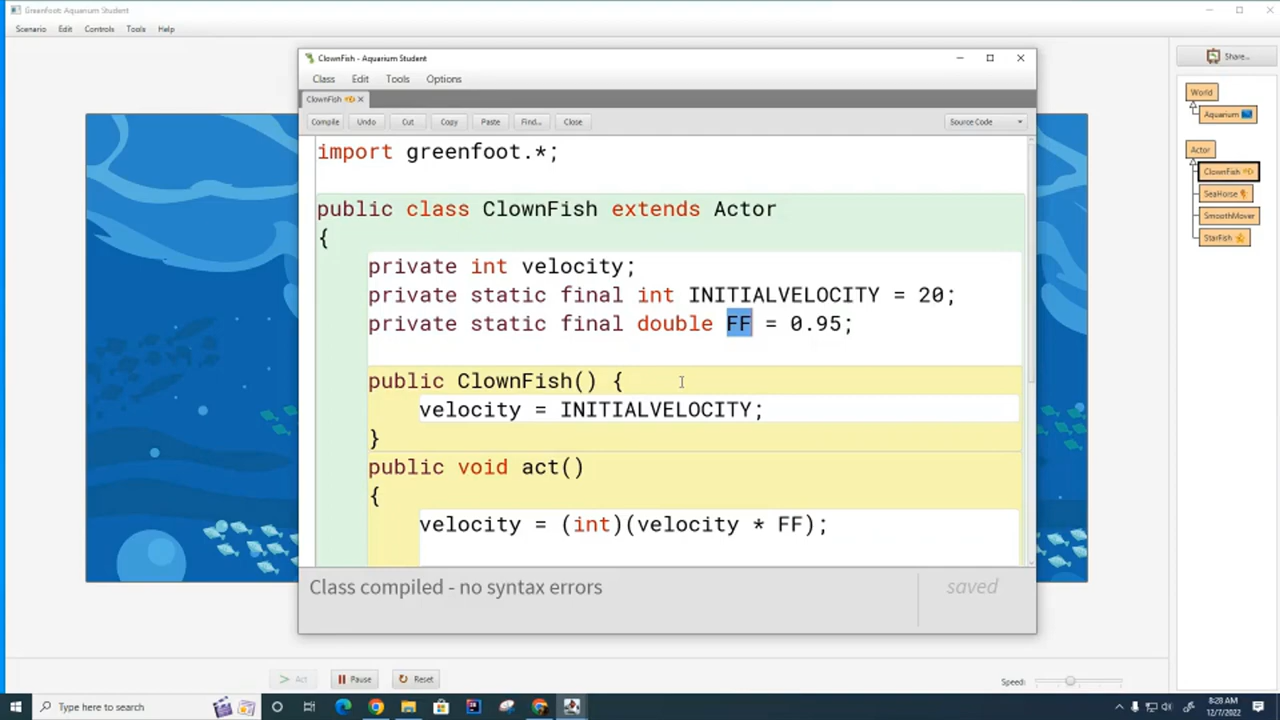 Greenfoot: Aquarium Student
Scenario Edit Controls Tools Help
ClownFish - Aquarium Student
Class Edit Tools Options
ClownFish
Compile Undo Cut Copy Paste Find... Close Source Code
import greenfoot.*;
public class ClownFish extends Actor
{
private int velocity;
private static final int INITIALVELOCITY = 20;
private static final double FF = 0.95;
public ClownFish() {
velocity = INITIALVELOCITY;
}
public void act()
{
velocity = (int)(velocity * FF);
Class compiled - no syntax errors
saved
Share...
World
Aquarium
Actor
ClownFish
SeaHorse
SmoothMover
StarFish
Act Pause Reset Speed:
Type here to search
8:28 AM
12/7/2022